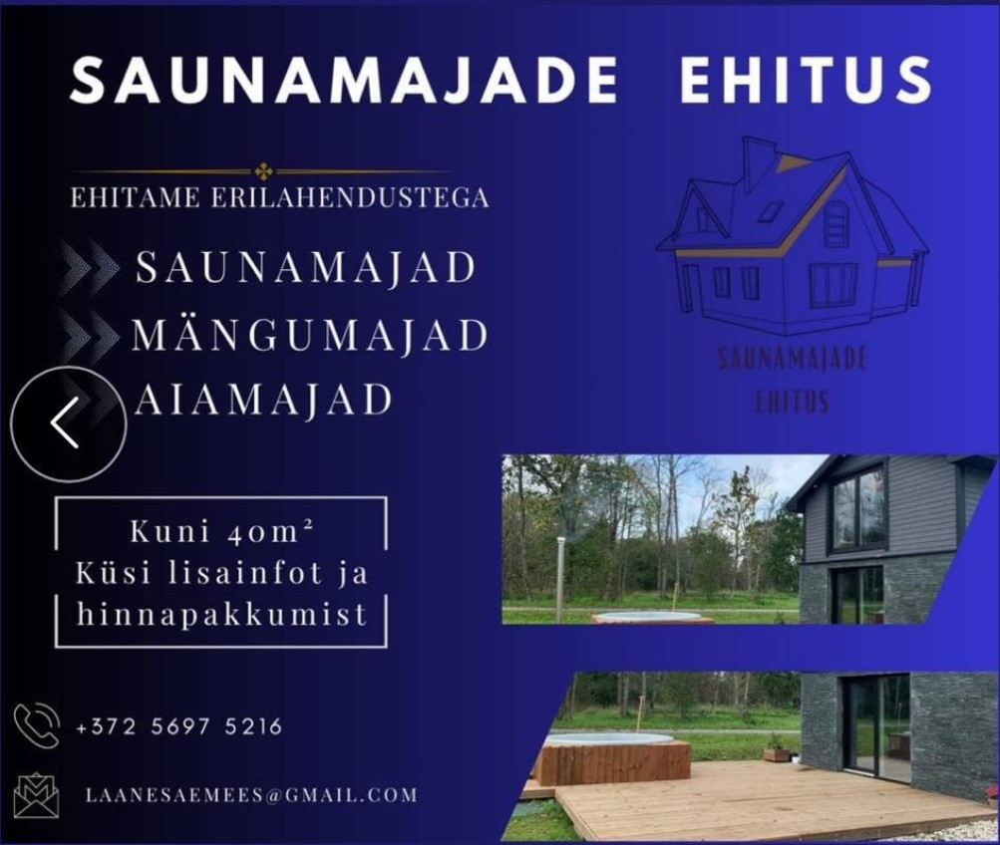 SAUNAMAJADE EHITUS
EHITAME ERILAHENDUSTEGA
SAUNAMAJAD
MÄNGUMAJAD
AIAMAJAD
SAUNAMAJADE
EHITUS
Kuni 40m²
Küsi lisainfot ja
hinnapakkumist
+372 5697 5216
LAANESAEMEES@GMAIL.COM